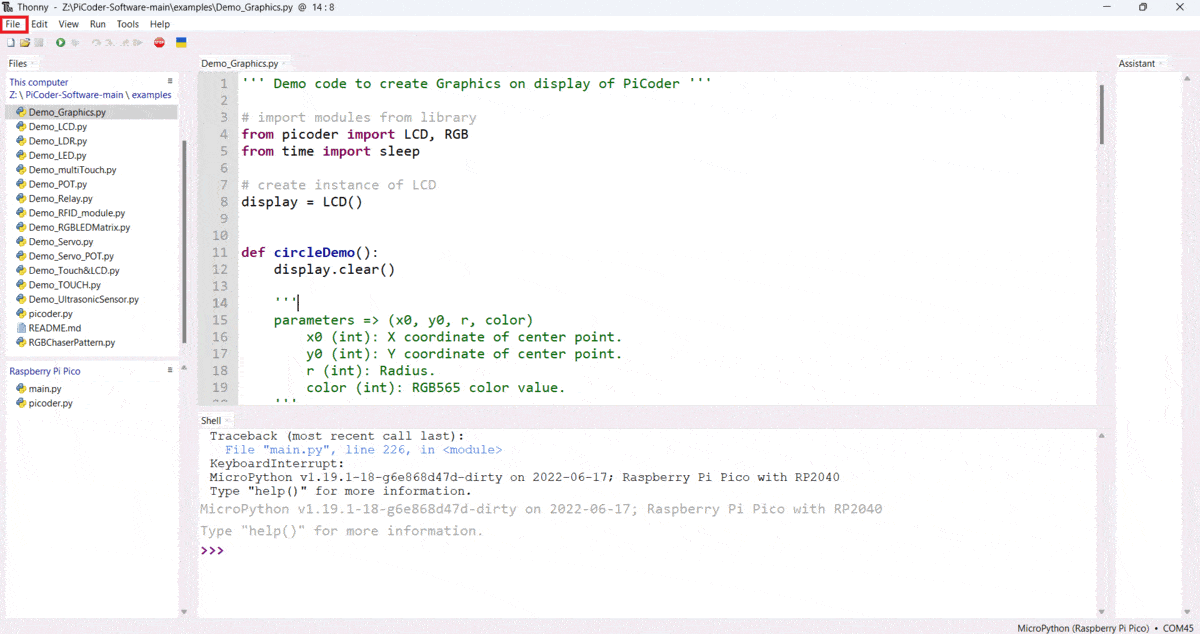 Thonny - Z:\PiCoder-Software-main\examples\Demo_Graphics.py @ 14 : 8
File Edit View Run Tools Help
Files
This computer
Z: \ PiCoder-Software-main \ examples
Demo_Graphics.py
Demo_LCD.py
Demo_LDR.py
Demo_LED.py
Demo_multiTouch.py
Demo_POT.py
Demo_Relay.py
Demo_RFID_module.py
Demo_RGBLEDMatrix.py
Demo_Servo.py
Demo_Servo_POT.py
Demo_Touch&LCD.py
Demo_TOUCH.py
Demo_UltrasonicSensor.py
picoder.py
README.md
RGBChaserPattern.py
Raspberry Pi Pico
main.py
picoder.py
Demo_Graphics.py
1 ''' Demo code to create Graphics on display of PiCoder '''
2
3 # import modules from library
4 from picoder import LCD, RGB
5 from time import sleep
6
7 # create instance of LCD
8 display = LCD()
9
10
11 def circleDemo():
12 display.clear()
13
14 '''
15 parameters => (x0, y0, r, color)
16 x0 (int): X coordinate of center point.
17 y0 (int): Y coordinate of center point.
18 r (int): Radius.
19 color (int): RGB565 color value.
20 '''
Shell
Traceback (most recent call last):
File "main.py", line 226, in <module>
KeyboardInterrupt:
MicroPython v1.19.1-18-g6e868d47d-dirty on 2022-06-17; Raspberry Pi Pico with RP2040
Type "help()" for more information.
MicroPython v1.19.1-18-g6e868d47d-dirty on 2022-06-17; Raspberry Pi Pico with RP2040
Type "help()" for more information.
>>>
Assistant
MicroPython (Raspberry Pi Pico) • COM45